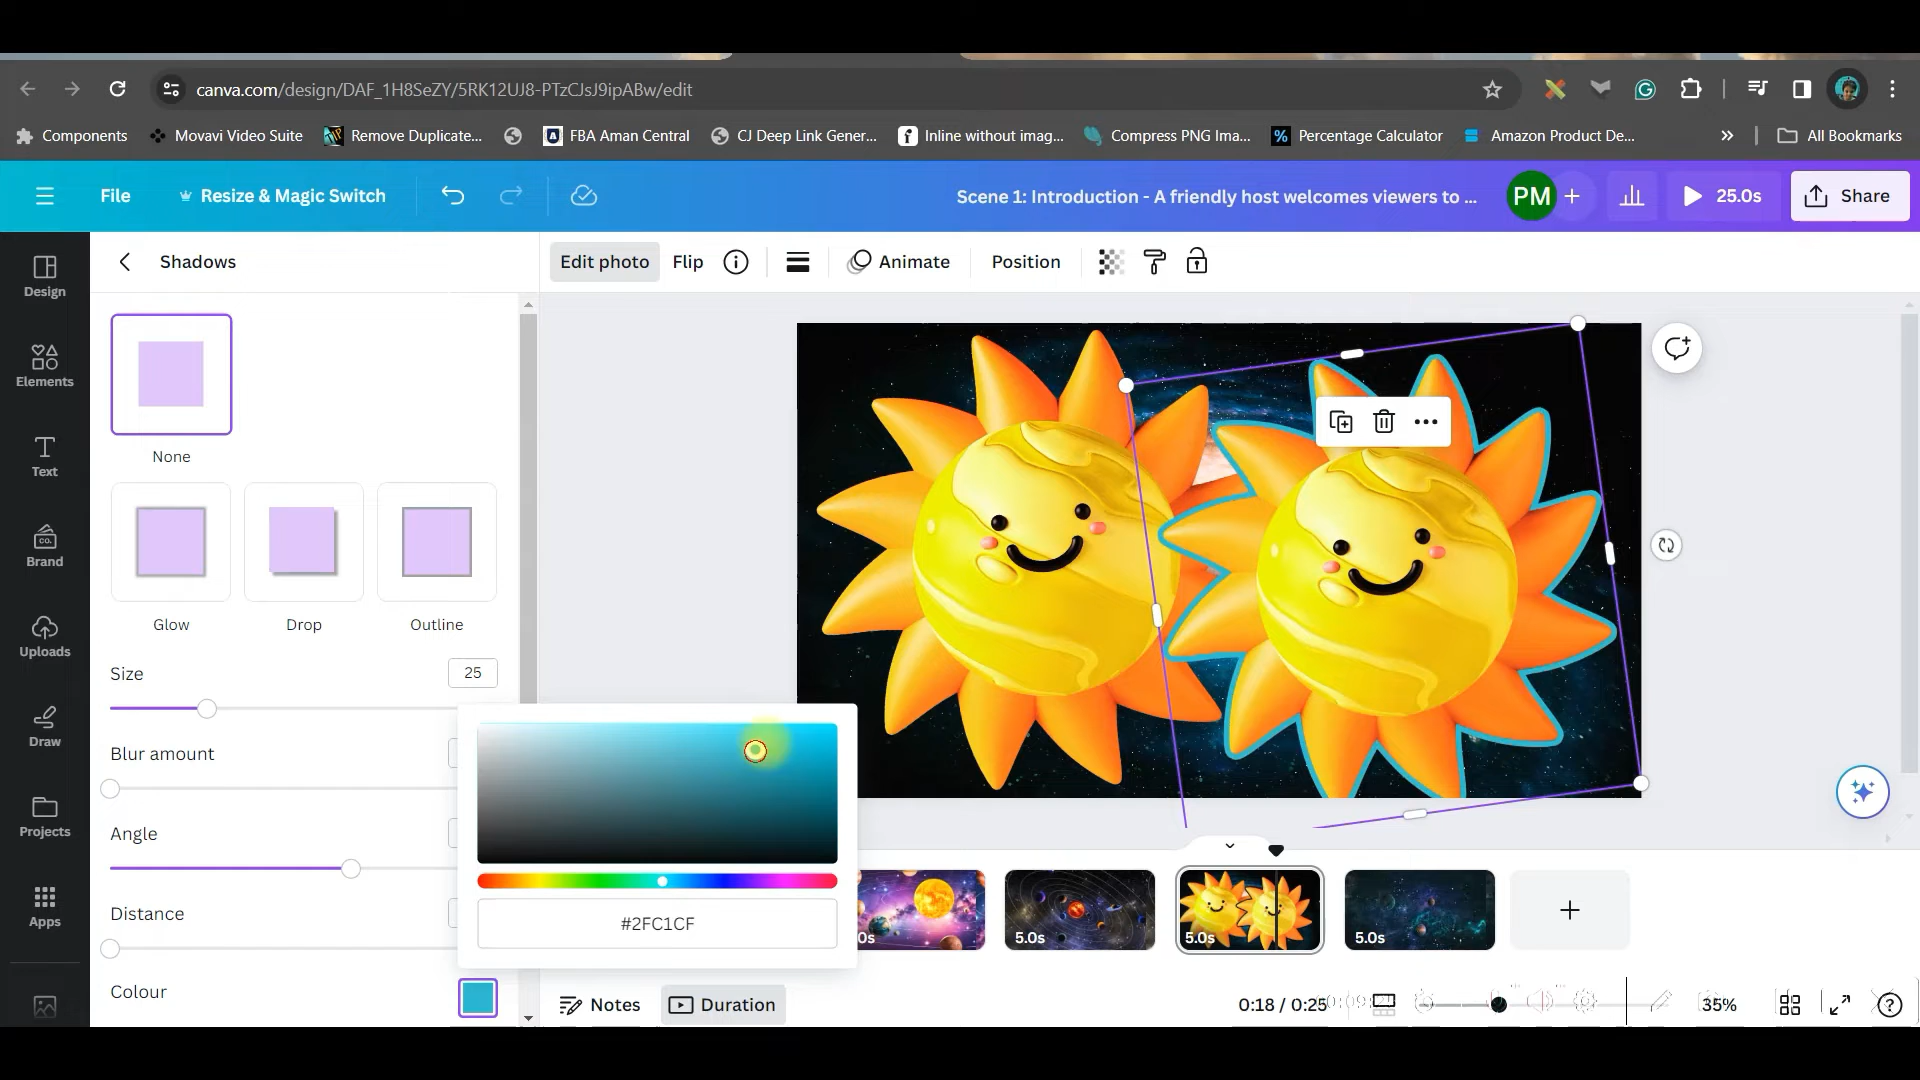 canva.com/design/DAF_1H8SeZY/5RK12UJ8-PTzCJsJ9ipABw/edit
Components
Movavi Video Suite
Remove Duplicate...
FBA Aman Central
CJ Deep Link Gener...
Inline without imag...
Compress PNG Ima...
Percentage Calculator
Amazon Product De...
All Bookmarks
File
Resize & Magic Switch
Scene 1: Introduction - A friendly host welcomes viewers to ...
PM
25.0s
Share
Design
Elements
Text
Brand
Uploads
Draw
Projects
Apps
Shadows
None
Glow
Drop
Outline
Size
25
Blur amount
Angle
Distance
Colour
#2FC1CF
Edit photo
Flip
Animate
Position
0s
5.0s
5.0s
5.0s
Notes
Duration
0:18 / 0:25
35%